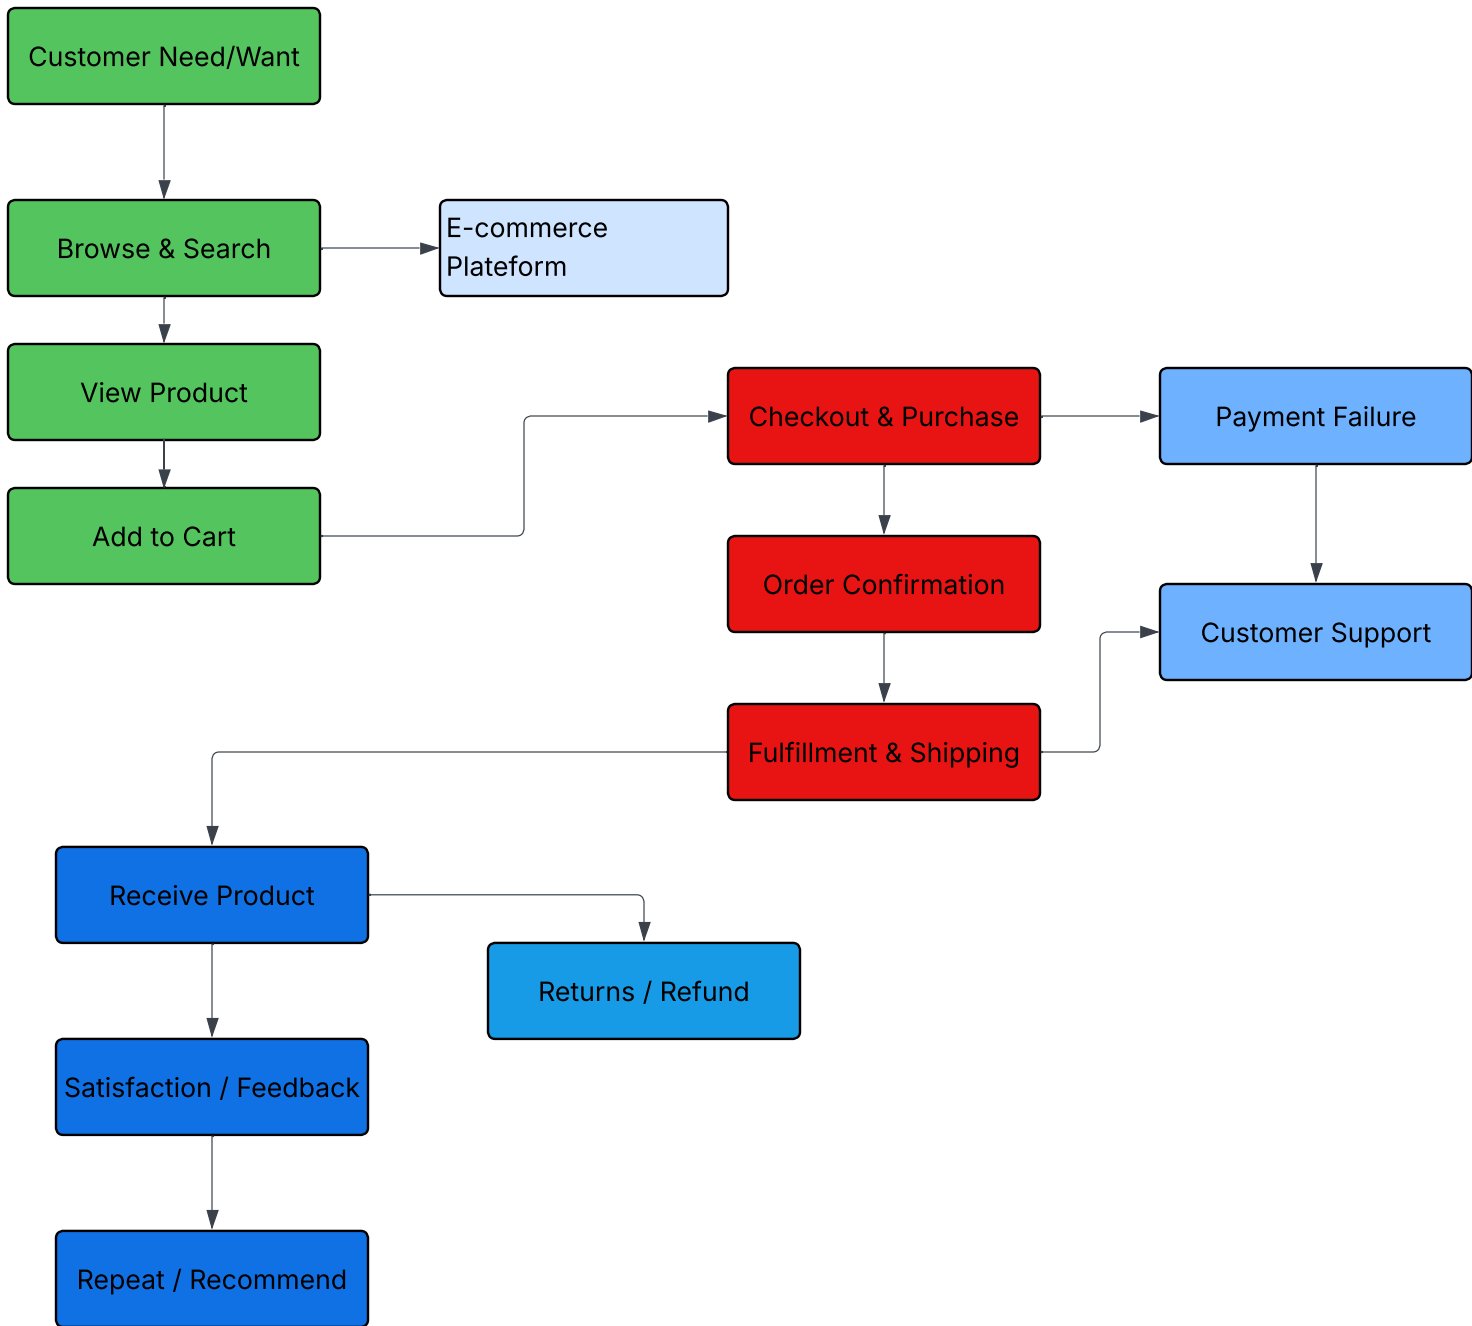 Customer Need/Want
Browse & Search
E-commerce
Plateform
View Product
Add to Cart
Checkout & Purchase
Payment Failure
Order Confirmation
Customer Support
Fulfillment & Shipping
Receive Product
Returns / Refund
Satisfaction / Feedback
Repeat / Recommend